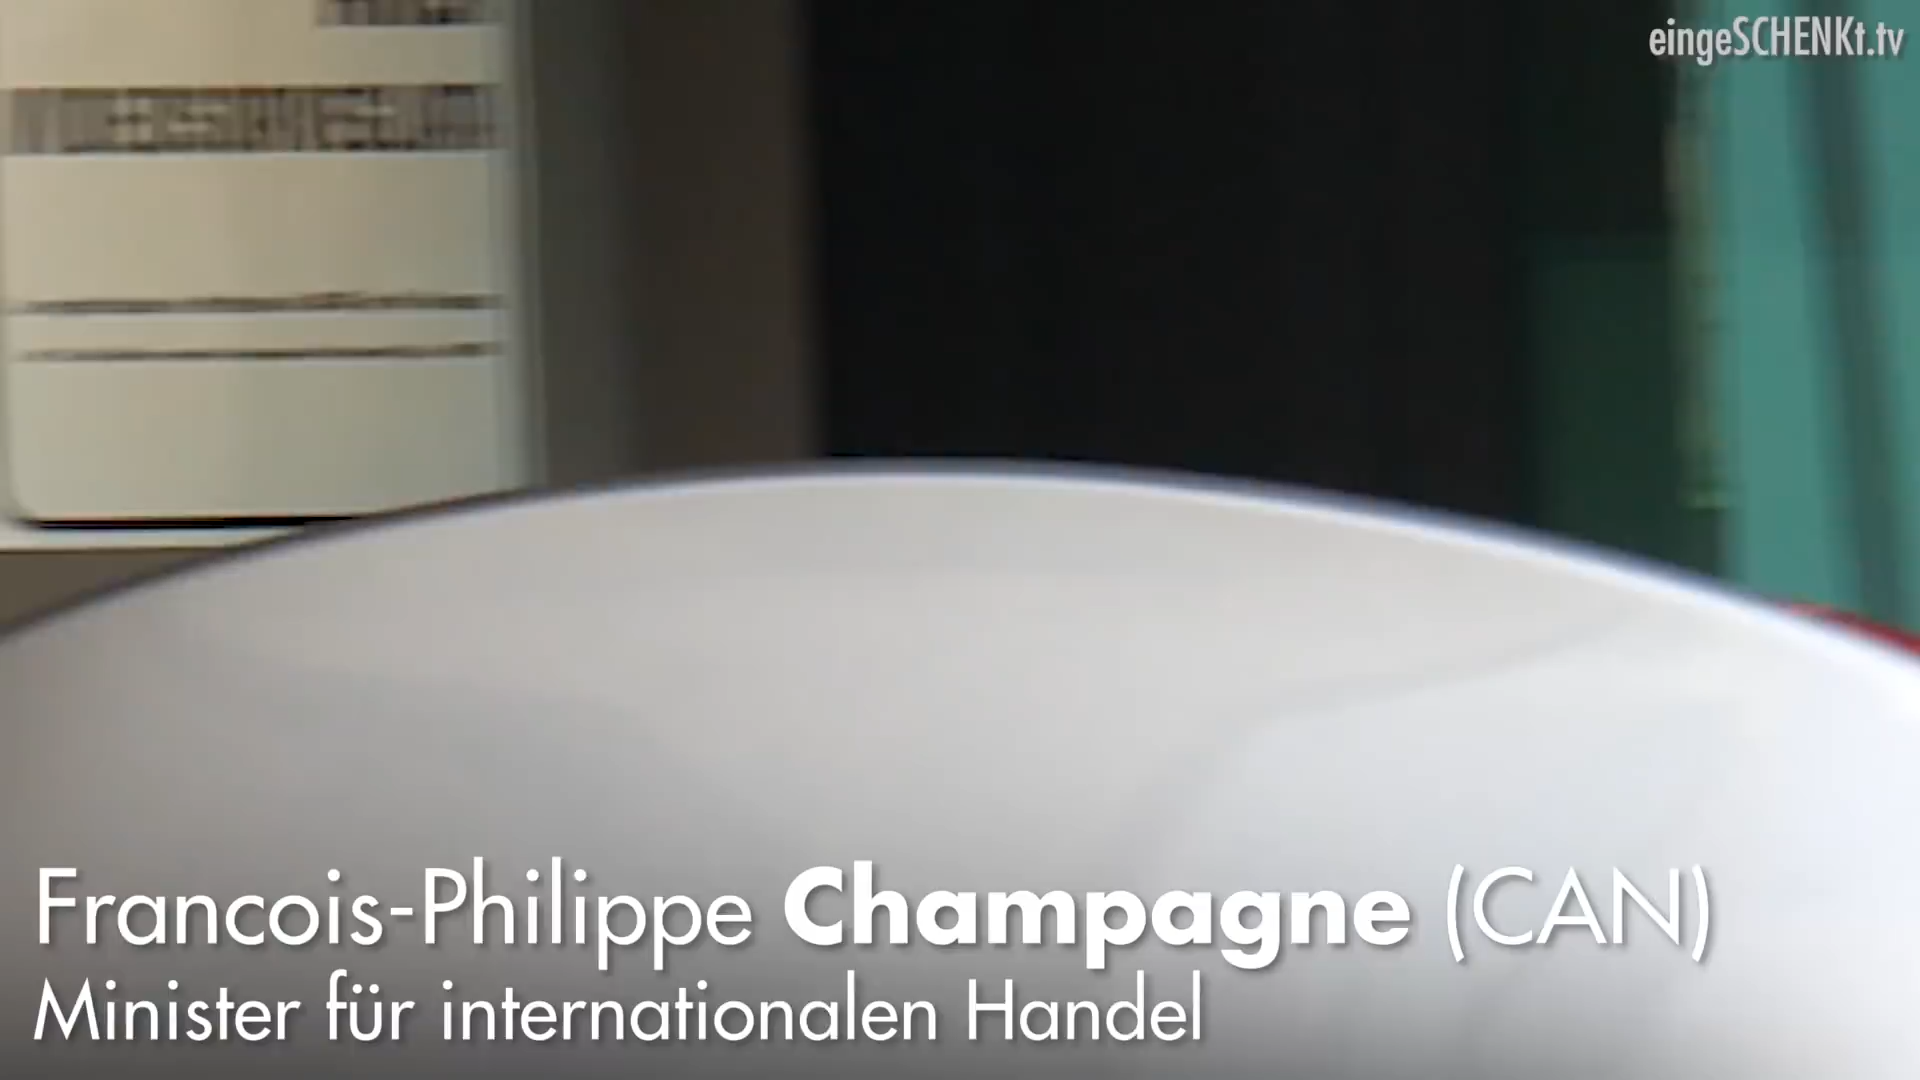 eingeSCHENKt.tv
Francois-Philippe Champagne (CAN)
Minister für internationalen Handel